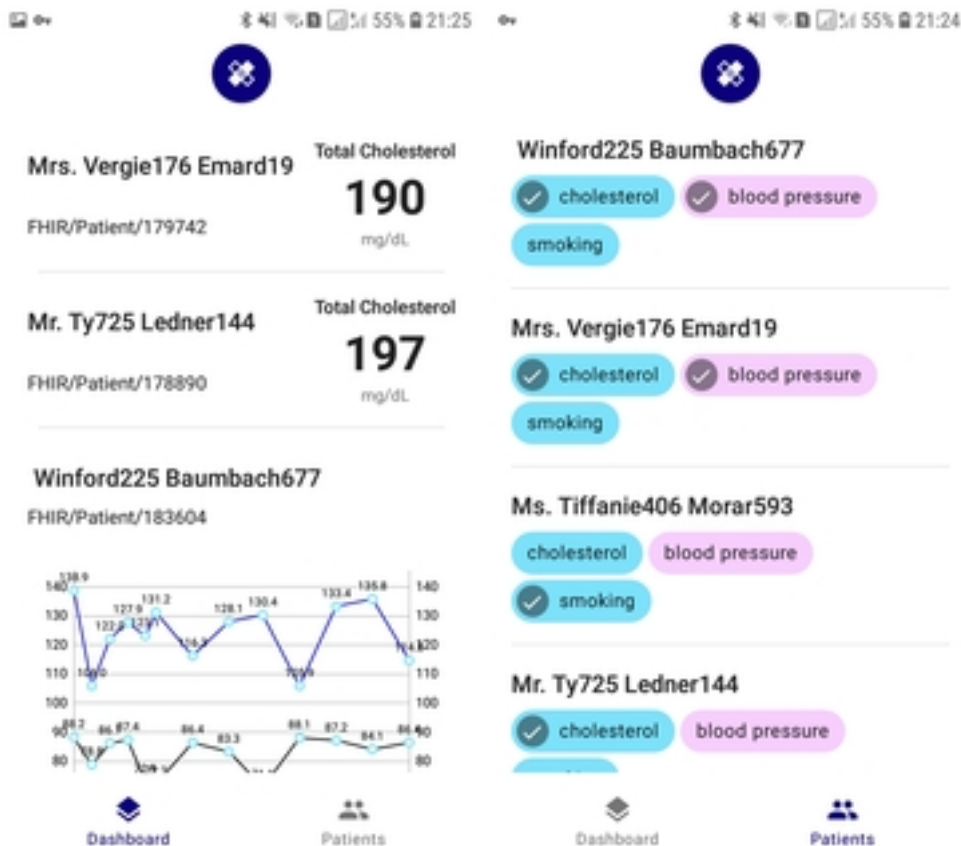 55% 21:25
Mrs. Vergie176 Emard19
Total Cholesterol
190
mg/dL
FHIR/Patient/179742
Mr. Ty725 Ledner144
Total Cholesterol
197
mg/dL
FHIR/Patient/178890
Winford225 Baumbach677
FHIR/Patient/183604
138.9
140 140
131.2 128.1 130.4 133.4 135.8
127.9
130 130
120 120
110 110
100 100
88.2 87.4 86.4 83.3 88.1 87.2 84.1
90 90
80 80
Dashboard Patients
55% 21:24
Winford225 Baumbach677
cholesterol blood pressure
smoking
Mrs. Vergie176 Emard19
cholesterol blood pressure
smoking
Ms. Tiffanie406 Morar593
cholesterol blood pressure
smoking
Mr. Ty725 Ledner144
cholesterol blood pressure
Dashboard Patients